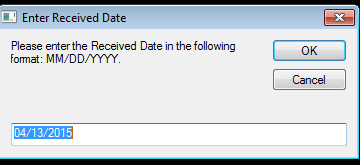 Enter Received Date
Please enter the Received Date in the following
format: MM/DD/YYYY.
OK
Cancel
04/13/2015